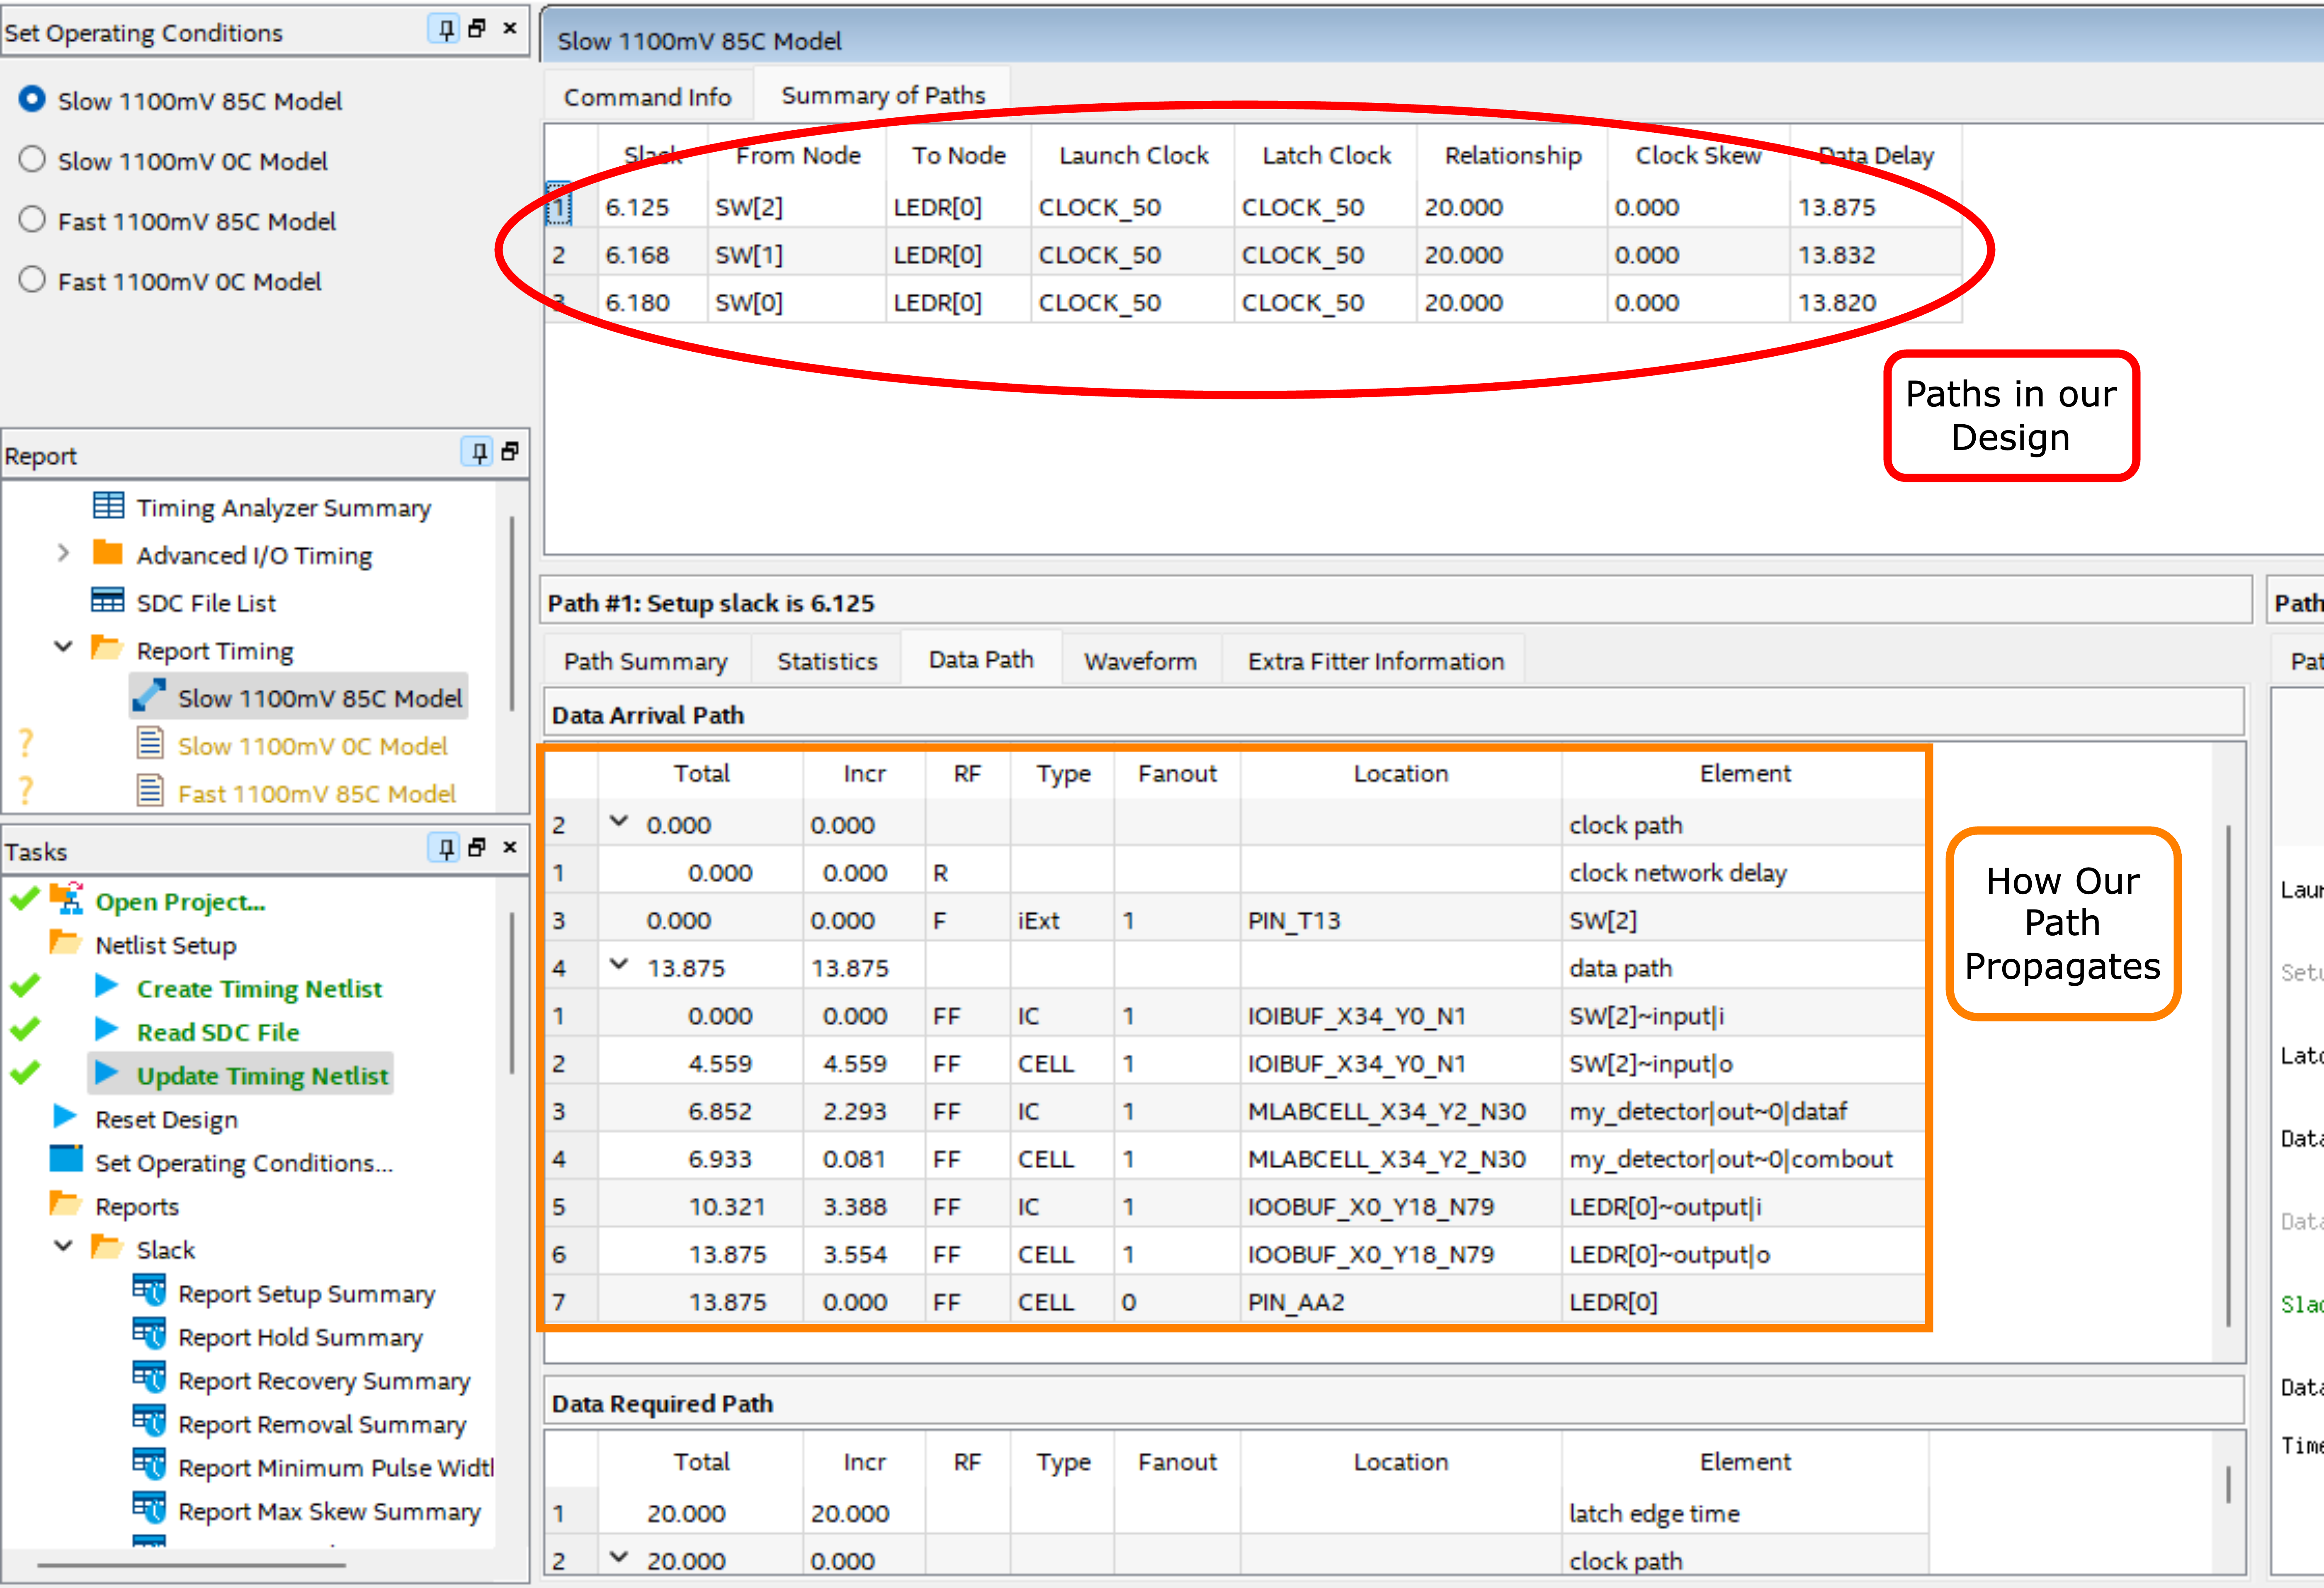 Set Operating Conditions
Slow 1100mV 85C Model
Slow 1100mV 0C Model
Fast 1100mV 85C Model
Fast 1100mV 0C Model
Report
Timing Analyzer Summary
Advanced I/O Timing
SDC File List
Report Timing
Slow 1100mV 85C Model
? Slow 1100mV 0C Model
? Fast 1100mV 85C Model
Tasks
Open Project...
Netlist Setup
Create Timing Netlist
Read SDC File
Update Timing Netlist
Reset Design
Set Operating Conditions...
Reports
Slack
Report Setup Summary
Report Hold Summary
Report Recovery Summary
Report Removal Summary
Report Minimum Pulse Widt
Report Max Skew Summary
Slow 1100mV 85C Model
Command Info Summary of Paths
Slack From Node To Node Launch Clock Latch Clock Relationship Clock Skew Data Delay
1 6.125 SW[2] LEDR[0] CLOCK_50 CLOCK_50 20.000 0.000 13.875
2 6.168 SW[1] LEDR[0] CLOCK_50 CLOCK_50 20.000 0.000 13.832
3 6.180 SW[0] LEDR[0] CLOCK_50 CLOCK_50 20.000 0.000 13.820
Paths in our
Design
Path #1: Setup slack is 6.125
Path Summary Statistics Data Path Waveform Extra Fitter Information
Data Arrival Path
Total Incr RF Type Fanout Location Element
2 0.000 0.000 clock path
1 0.000 0.000 R clock network delay
3 0.000 0.000 F iExt 1 PIN_T13 SW[2]
4 13.875 13.875 data path
1 0.000 0.000 FF IC 1 IOIBUF_X34_Y0_N1 SW[2]~input|i
2 4.559 4.559 FF CELL 1 IOIBUF_X34_Y0_N1 SW[2]~input|o
3 6.852 2.293 FF IC 1 MLABCELL_X34_Y2_N30 my_detector|out~0|dataf
4 6.933 0.081 FF CELL 1 MLABCELL_X34_Y2_N30 my_detector|out~0|combout
5 10.321 3.388 FF IC 1 IOOBUF_X0_Y18_N79 LEDR[0]~output|i
6 13.875 3.554 FF CELL 1 IOOBUF_X0_Y18_N79 LEDR[0]~output|o
7 13.875 0.000 FF CELL 0 PIN_AA2 LEDR[0]
How Our
Path
Propagates
Data Required Path
Total Incr RF Type Fanout Location Element
1 20.000 20.000 latch edge time
2 20.000 0.000 clock path
Path